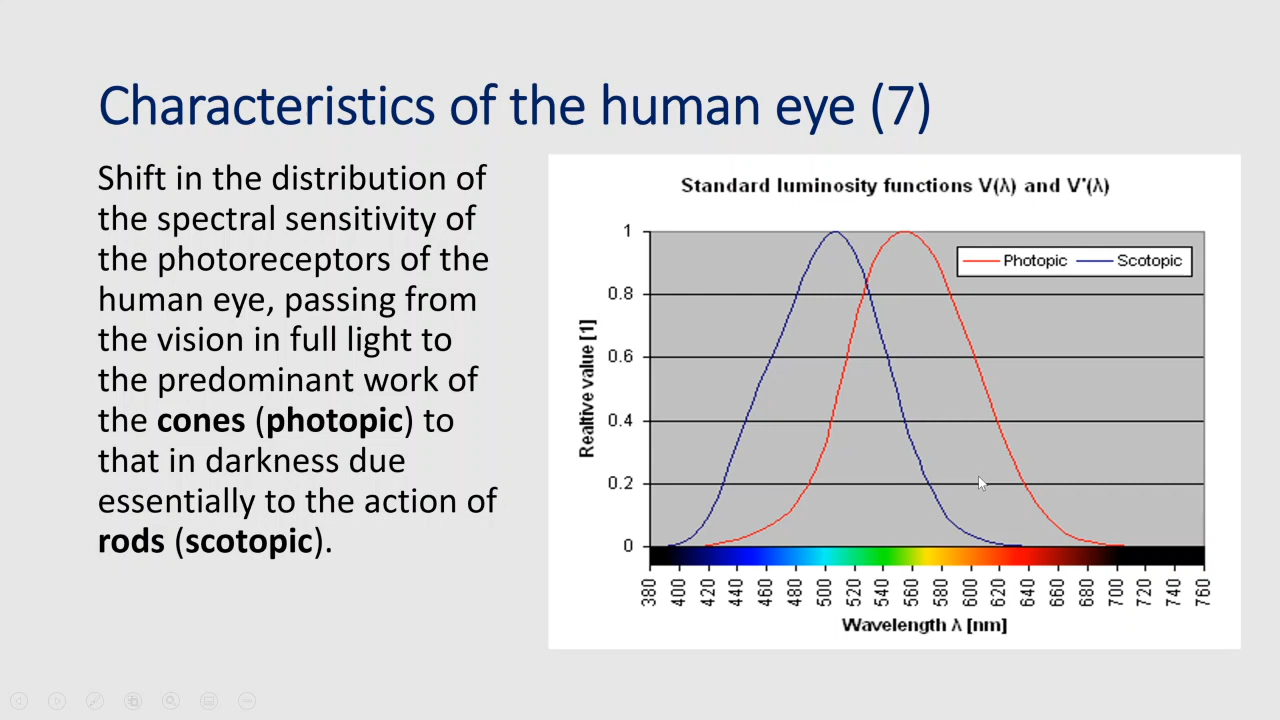 Characteristics of the human eye (7)
Shift in the distribution of
the spectral sensitivity of
the photoreceptors of the
human eye, passing from
the vision in full light to
the predominant work of
the cones (photopic) to
that in darkness due
essentially to the action of
rods (scotopic).
Standard luminosity functions V(λ) and V'(λ)
Photopic Scotopic
Realtive value [1]
1
0.8
0.6
0.4
0.2
0
380 400 420 440 460 480 500 520 540 560 580 600 620 640 660 680 700 720 740 760
Wavelength λ [nm]